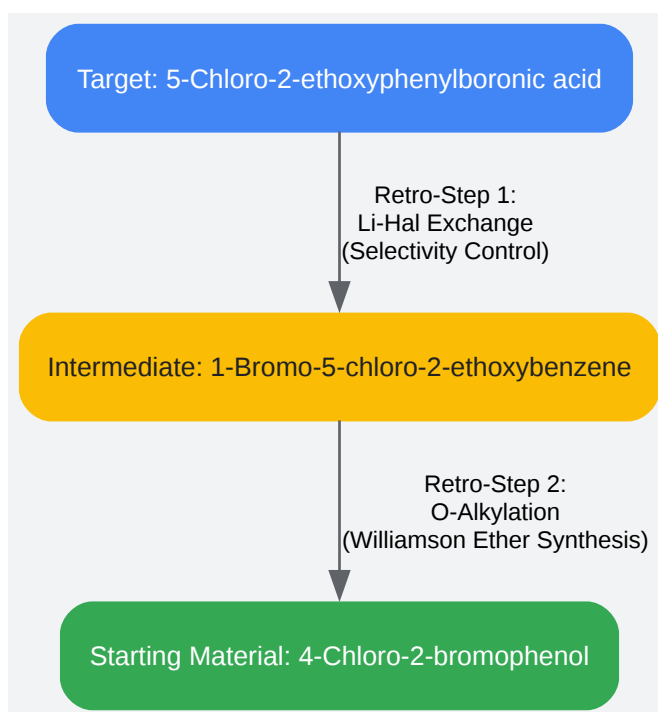 Target: 5-Chloro-2-ethoxyphenylboronic acid
Retro-Step 1:
Li-Hal Exchange
(Selectivity Control)
Intermediate: 1-Bromo-5-chloro-2-ethoxybenzene
Retro-Step 2:
O-Alkylation
(Williamson Ether Synthesis)
Starting Material: 4-Chloro-2-bromophenol